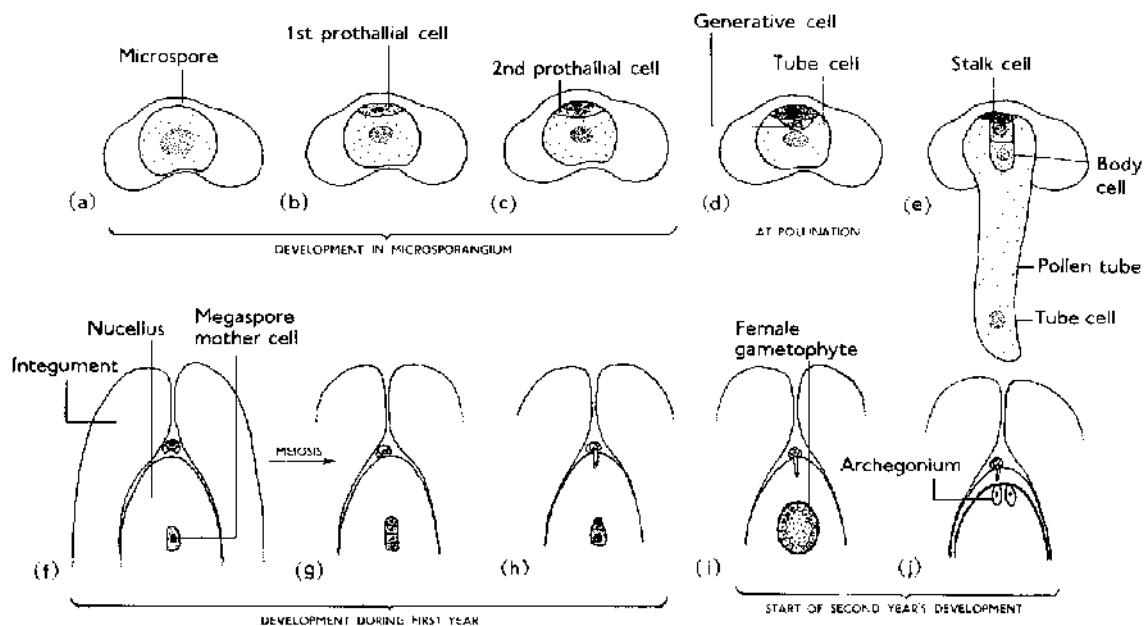 Microspore
1st prothallial cell
2nd prothallial cell
Generative cell
Tube cell
Stalk cell
Body
cell
(a)
(b)
(c)
(d)
(e)
DEVELOPMENT IN MICROSPORANGIUM
AT POLLINATION
Pollen tube
Tube cell
Nucellus
Megaspore
mother cell
Integument
MEIOSIS
Female
gametophyte
Archegonium
(f)
(g)
(h)
(i)
(j)
DEVELOPMENT DURING FIRST YEAR
START OF SECOND YEAR'S DEVELOPMENT